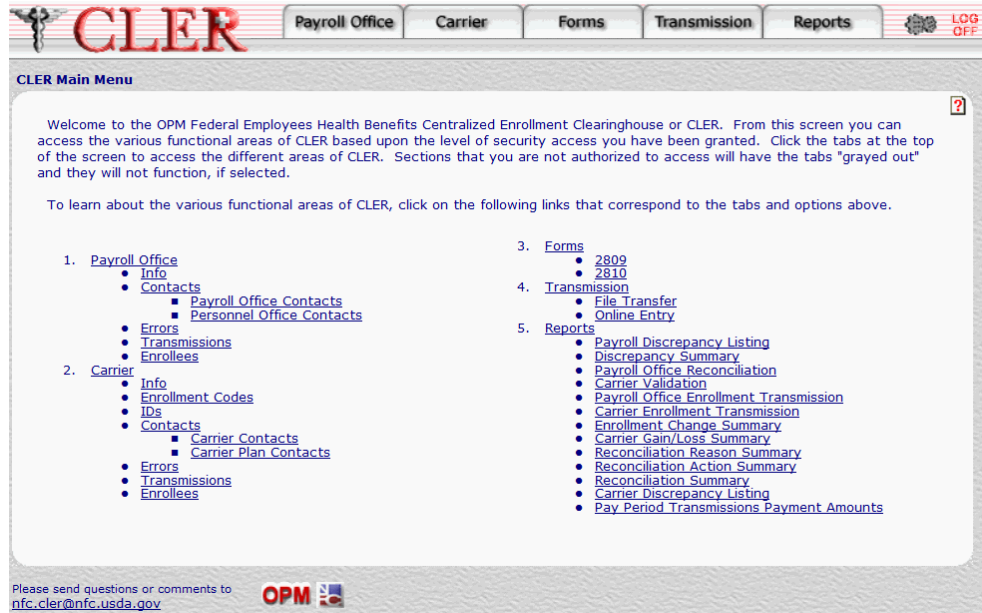 CLER
Payroll Office
Carrier
Forms
Transmission
Reports
LOG
OFF
CLER Main Menu
?
Welcome to the OPM Federal Employees Health Benefits Centralized Enrollment Clearinghouse or CLER. From this screen you can
access the various functional areas of CLER based upon the level of security access you have been granted. Click the tabs at the top
of the screen to access the different areas of CLER. Sections that you are not authorized to access will have the tabs "grayed out"
and they will not function, if selected.
To learn about the various functional areas of CLER, click on the following links that correspond to the tabs and options above.
1. Payroll Office
● Info
● Contacts
■ Payroll Office Contacts
■ Personnel Office Contacts
● Errors
● Transmissions
● Enrollees
2. Carrier
● Info
● Enrollment Codes
● IDs
● Contacts
■ Carrier Contacts
■ Carrier Plan Contacts
● Errors
● Transmissions
● Enrollees
3. Forms
● 2809
● 2810
4. Transmission
● File Transfer
● Online Entry
5. Reports
● Payroll Discrepancy Listing
● Discrepancy Summary
● Payroll Office Reconciliation
● Carrier Validation
● Payroll Office Enrollment Transmission
● Carrier Enrollment Transmission
● Enrollment Change Summary
● Carrier Gain/Loss Summary
● Reconciliation Reason Summary
● Reconciliation Action Summary
● Reconciliation Summary
● Carrier Discrepancy Listing
● Pay Period Transmissions Payment Amounts
Please send questions or comments to
nfc.cler@nfc.usda.gov
OPM